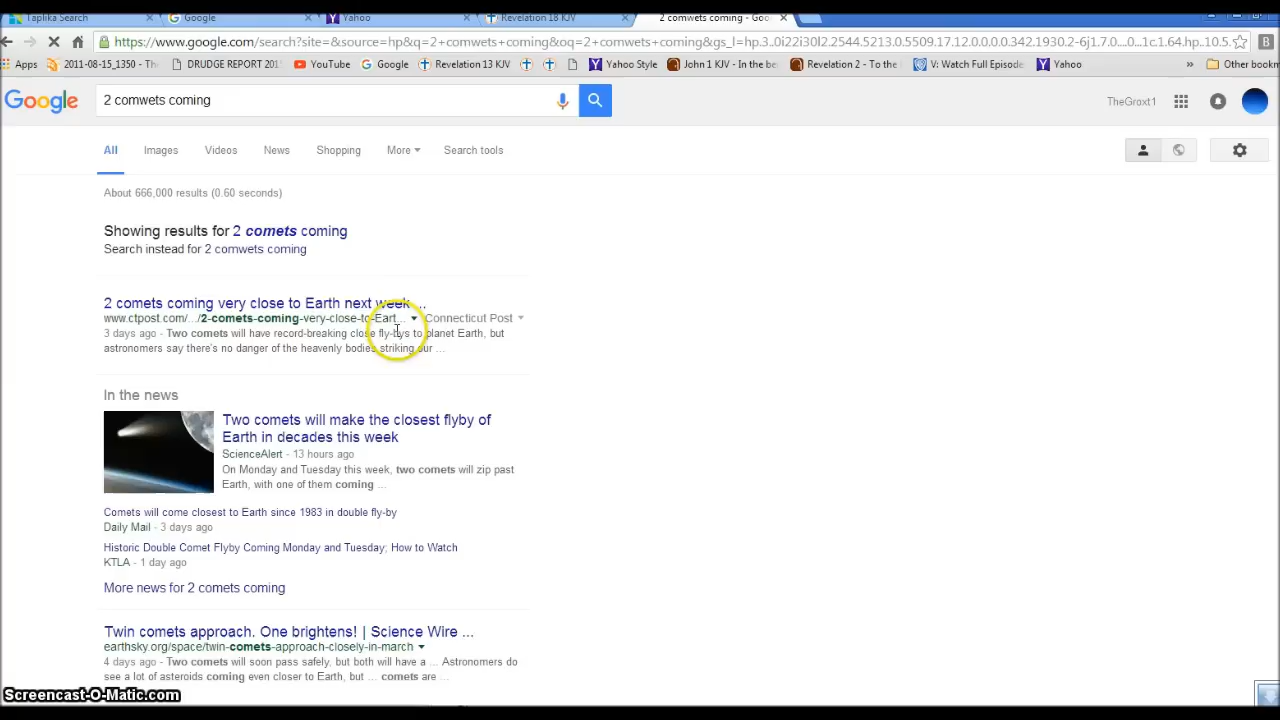 Taplika Search
Google
Yahoo
Revelation 18 KJV
2 comwets coming - Goo
https://www.google.com/search?site=&source=hp&q=2+comwets+coming&oq=2+comwets+coming&gs_l=hp.3..0i22i30l2.2544.5213.0.5509.17.12.0.0.0.0.342.1930.2-6j1.7.0....0...1c.1.64.hp..10.5.
Apps
2011-08-15_1350 - Th
DRUDGE REPORT 201
YouTube
Google
Revelation 13 KJV
Yahoo Style
John 1 KJV - In the be
Revelation 2 - To the
V: Watch Full Episode
Yahoo
»
Other bookm
Google
2 comwets coming
TheGroxt1
All
Images
Videos
News
Shopping
More
Search tools
About 666,000 results (0.60 seconds)
Showing results for 2 comets coming
Search instead for 2 comwets coming
2 comets coming very close to Earth next week ...
www.ctpost.com/.../2-comets-coming-very-close-to-Eart... Connecticut Post
3 days ago - Two comets will have record-breaking close fly-bys to planet Earth, but
astronomers say there's no danger of the heavenly bodies striking our ...
In the news
Two comets will make the closest flyby of
Earth in decades this week
ScienceAlert - 13 hours ago
On Monday and Tuesday this week, two comets will zip past
Earth, with one of them coming ...
Comets will come closest to Earth since 1983 in double fly-by
Daily Mail - 3 days ago
Historic Double Comet Flyby Coming Monday and Tuesday; How to Watch
KTLA - 1 day ago
More news for 2 comets coming
Twin comets approach. One brightens! | Science Wire ...
earthsky.org/space/twin-comets-approach-closely-in-march
4 days ago - Two comets will soon pass safely, but both will have a ... Astronomers do
see a lot of asteroids coming even closer to Earth, but ... comets are ...
Screencast-O-Matic.com